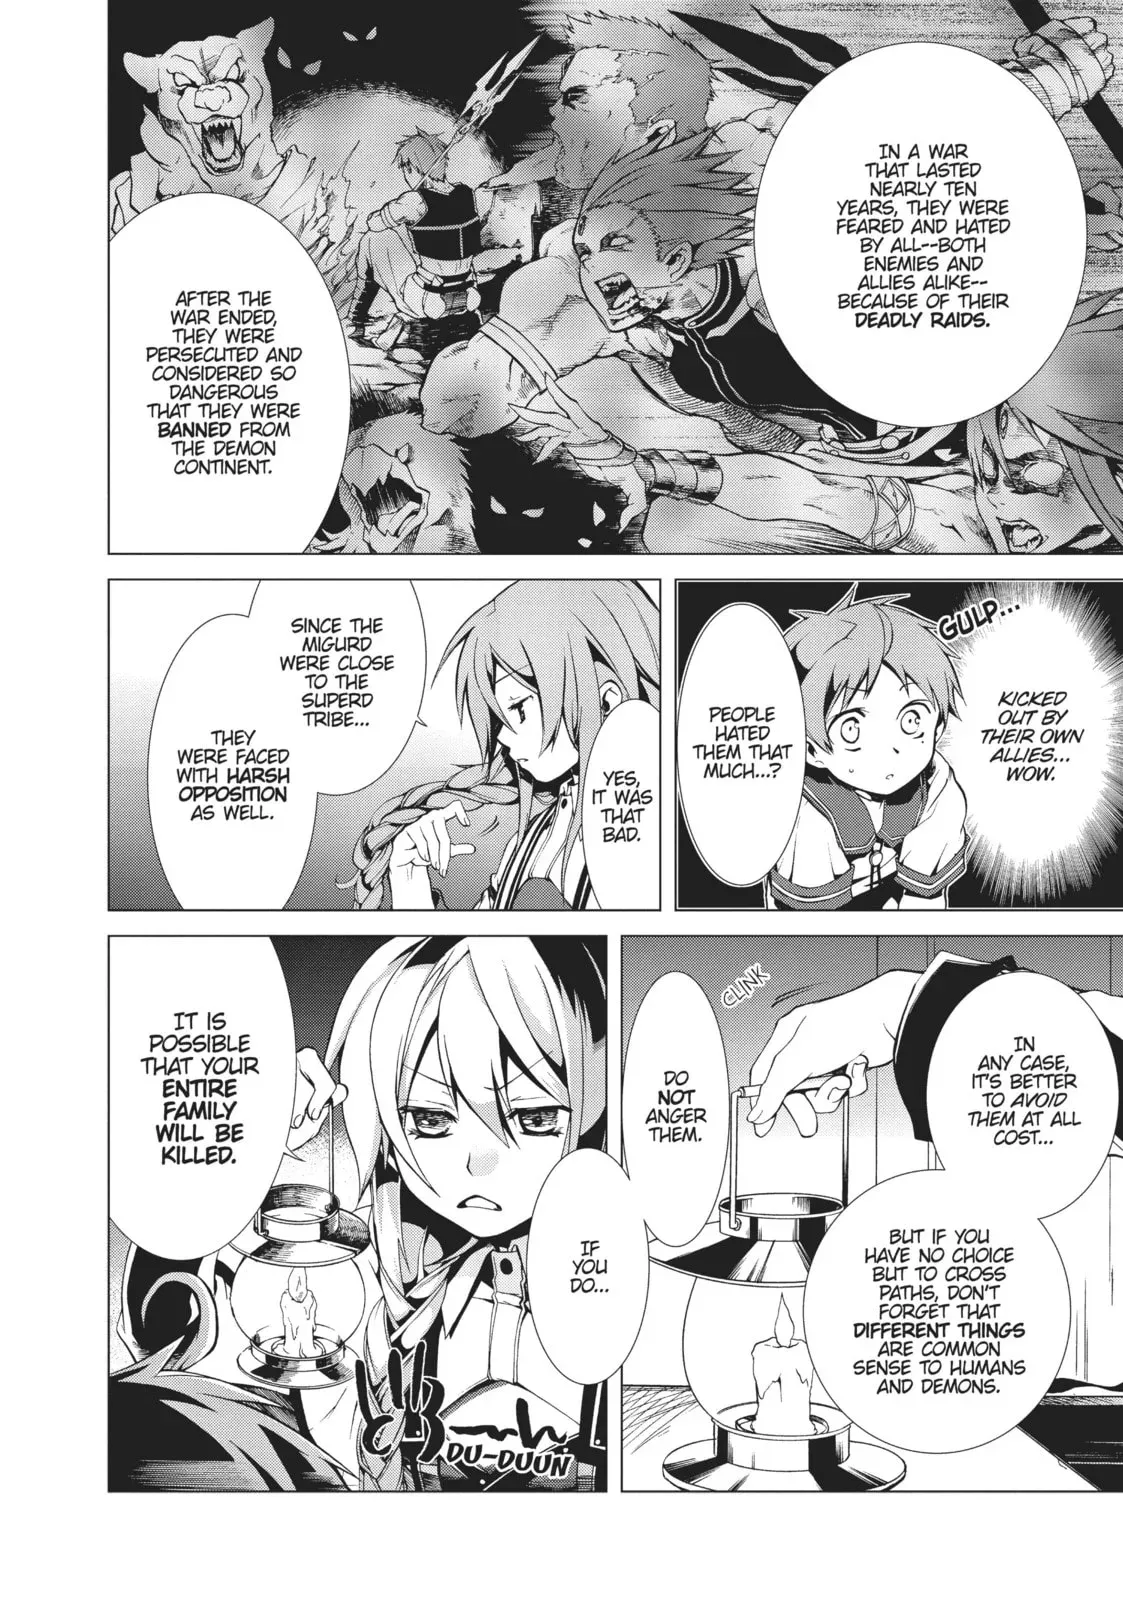 IN A WAR
THAT LASTED
NEARLY TEN
YEARS, THEY WERE
FEARED AND HATED
BY ALL--BOTH
ENEMIES AND
ALLIES ALIKE--
BECAUSE OF THEIR
DEADLY RAIDS.
AFTER THE
WAR ENDED,
THEY WERE
PERSECUTED AND
CONSIDERED SO
DANGEROUS
THAT THEY WERE
BANNED FROM
THE DEMON
CONTINENT.
GULP...
KICKED
OUT BY
THEIR OWN
ALLIES...
WOW.
PEOPLE
HATED
THEM THAT
MUCH...?
YES,
IT WAS
THAT
BAD.
SINCE THE
MIGURD
WERE CLOSE
TO THE
SUPERD
TRIBE...
THEY
WERE FACED
WITH HARSH
OPPOSITION
AS WELL.
IN
ANY CASE,
IT'S BETTER
TO AVOID
THEM AT ALL
COST...
BUT IF YOU
HAVE NO CHOICE
BUT TO CROSS
PATHS, DON'T
FORGET THAT
DIFFERENT THINGS
ARE COMMON
SENSE TO HUMANS
AND DEMONS.
CLINK
DO
NOT
ANGER
THEM.
IF
YOU
DO...
IT IS
POSSIBLE
THAT YOUR
ENTIRE
FAMILY
WILL BE
KILLED.
DU-DUUN